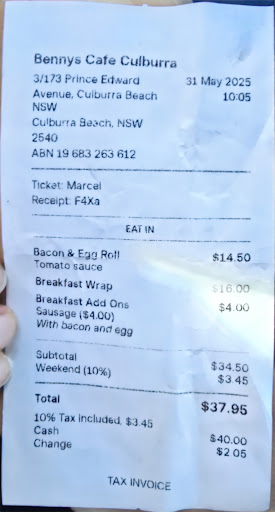 Bennys Cafe Culburra
3/173 Prince Edward 31 May 2025
Avenue, Culburra Beach 10:05
NSW
Culburra Beach, NSW
2540
ABN 19 683 263 612
Ticket: Marcel
Receipt: F4Xa
EAT IN
Bacon & Egg Roll $14.50
Tomato sauce
Breakfast Wrap $16.00
Breakfast Add Ons $4.00
Sausage ($4.00)
With bacon and egg
Subtotal $34.50
Weekend (10%) $3.45
Total $37.95
10% Tax included, $3.45
Cash $40.00
Change $2.05
TAX INVOICE